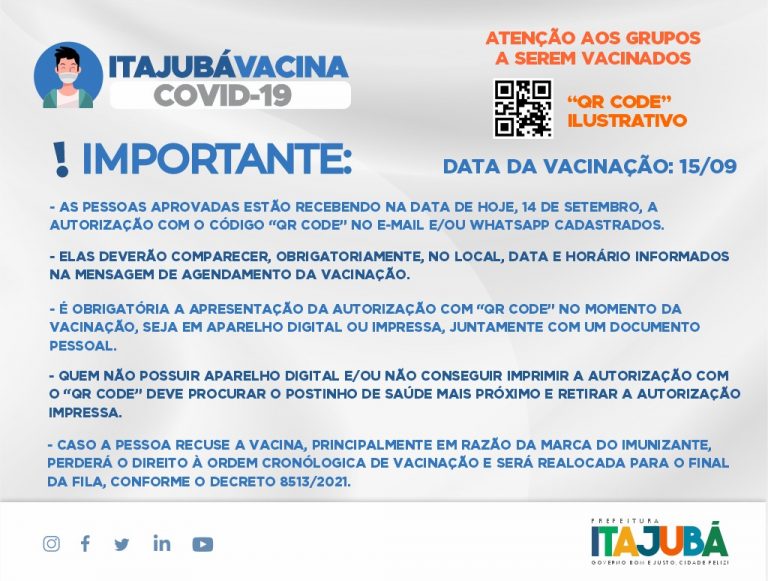 ITAJUBÁVACINA
COVID-19
ATENÇÃO AOS GRUPOS
A SEREM VACINADOS
“QR CODE”
ILUSTRATIVO
! IMPORTANTE:
DATA DA VACINAÇÃO: 15/09
- AS PESSOAS APROVADAS ESTÃO RECEBENDO NA DATA DE HOJE, 14 DE SETEMBRO, A
AUTORIZAÇÃO COM O CÓDIGO “QR CODE” NO E-MAIL E/OU WHATSAPP CADASTRADOS.
- ELAS DEVERÃO COMPARECER, OBRIGATORIAMENTE, NO LOCAL, DATA E HORÁRIO INFORMADOS
NA MENSAGEM DE AGENDAMENTO DA VACINAÇÃO.
- É OBRIGATÓRIA A APRESENTAÇÃO DA AUTORIZAÇÃO COM “QR CODE” NO MOMENTO DA
VACINAÇÃO, SEJA EM APARELHO DIGITAL OU IMPRESSA, JUNTAMENTE COM UM DOCUMENTO
PESSOAL.
- QUEM NÃO POSSUIR APARELHO DIGITAL E/OU NÃO CONSEGUIR IMPRIMIR A AUTORIZAÇÃO COM
O “QR CODE” DEVE PROCURAR O POSTINHO DE SAÚDE MAIS PRÓXIMO E RETIRAR A AUTORIZAÇÃO
IMPRESSA.
- CASO A PESSOA RECUSE A VACINA, PRINCIPALMENTE EM RAZÃO DA MARCA DO IMUNIZANTE,
PERDERÁ O DIREITO À ORDEM CRONÓLOGICA DE VACINAÇÃO E SERÁ REALOCADA PARA O FINAL
DA FILA, CONFORME O DECRETO 8513/2021.
PREFEITURA
ITAJUBÁ
GOVERNO BOM E JUSTO, CIDADE FELIZ!